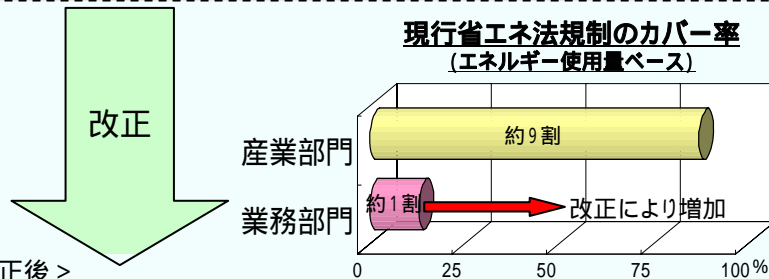 現行省エネ法規制のカバー率
(エネルギー使用量ベース)
改正
産業部門
約9割
業務部門
約1割
改正により増加
正後>
0 25 50 75 100%